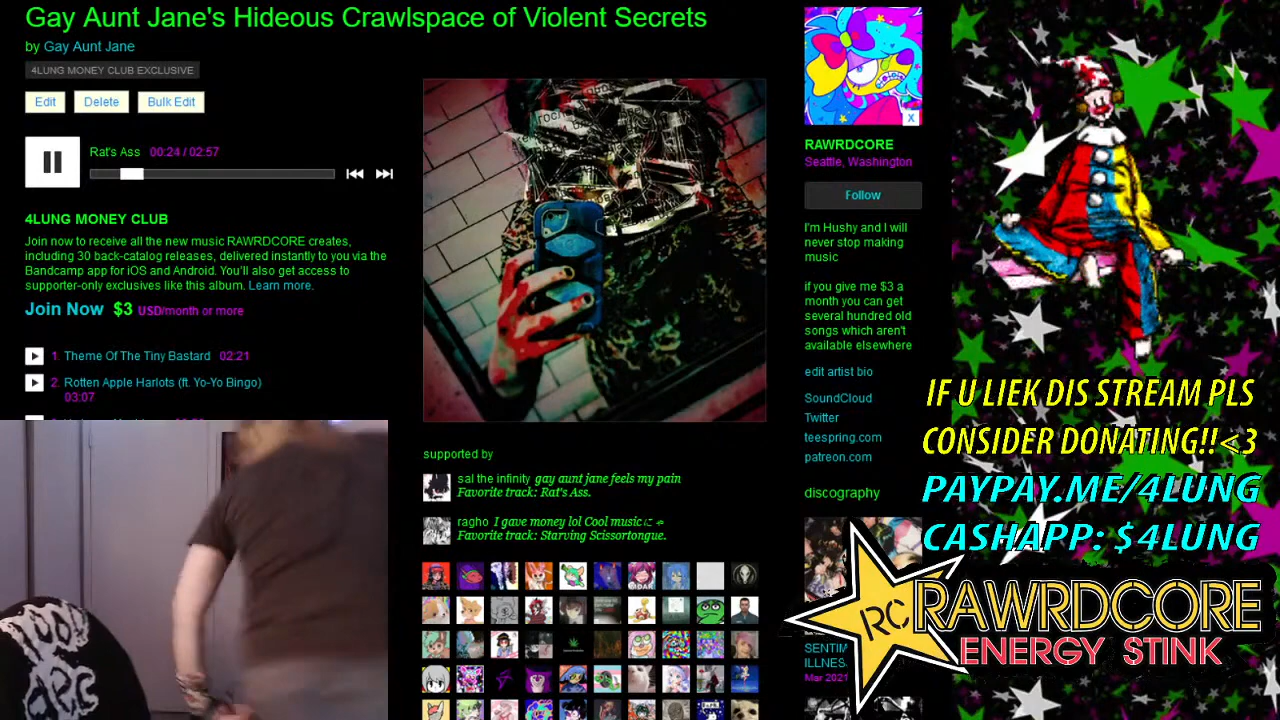 Gay Aunt Jane's Hideous Crawlspace of Violent Secrets
by Gay Aunt Jane
4LUNG MONEY CLUB EXCLUSIVE
Edit Delete Bulk Edit
Rat's Ass 00:24 / 02:57
4LUNG MONEY CLUB
Join now to receive all the new music RAWRDCORE creates,
including 30 back-catalog releases, delivered instantly to you via the
Bandcamp app for iOS and Android. You'll also get access to
supporter-only exclusives like this album. Learn more.
Join Now $3 USD/month or more
1. Theme Of The Tiny Bastard 02:21
2. Rotten Apple Harlots (ft. Yo-Yo Bingo)
03:07
supported by
sal the infinity gay aunt jane feels my pain
Favorite track: Rat's Ass.
ragho I gave money lol Cool music
Favorite track: Starving Scissortongue.
X
RAWRDCORE
Seattle, Washington
Follow
I'm Hushy and I will
never stop making
music
if you give me $3 a
month you can get
several hundred old
songs which aren't
available elsewhere
edit artist bio
SoundCloud
Twitter
teespring.com
patreon.com
discography
SENTIM
ILLNES
Mar 2021
IF U LIEK DIS STREAM PLS
CONSIDER DONATING!!<3
PAYPAY.ME/4LUNG
CASHAPP: $4LUNG
RC RAWRDCORE
ENERGY STINK